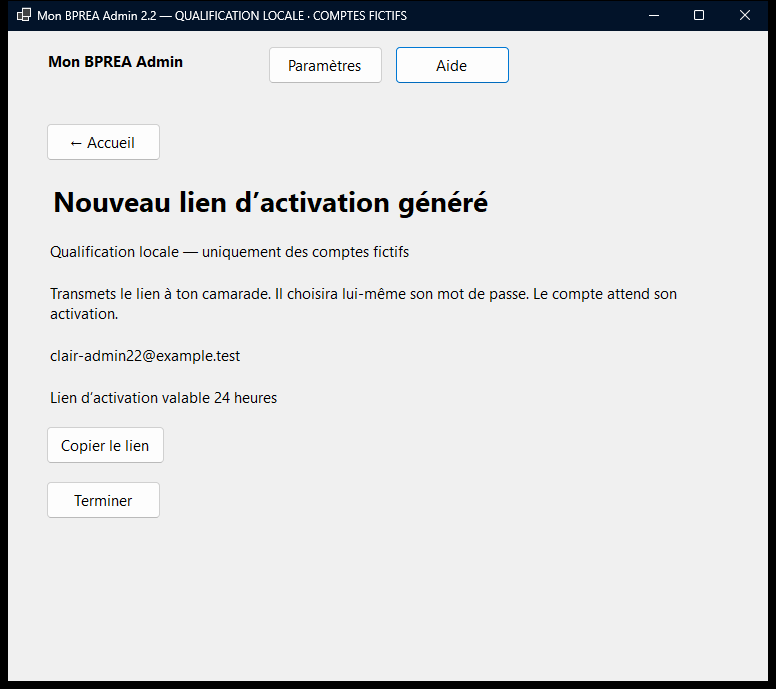 Mon BPREA Admin 2.2 — QUALIFICATION LOCALE · COMPTES FICTIFS
Mon BPREA Admin
Paramètres
Aide
← Accueil
Nouveau lien d’activation généré
Qualification locale — uniquement des comptes fictifs
Transmets le lien à ton camarade. Il choisira lui-même son mot de passe. Le compte attend son
activation.
clair-admin22@example.test
Lien d’activation valable 24 heures
Copier le lien
Terminer